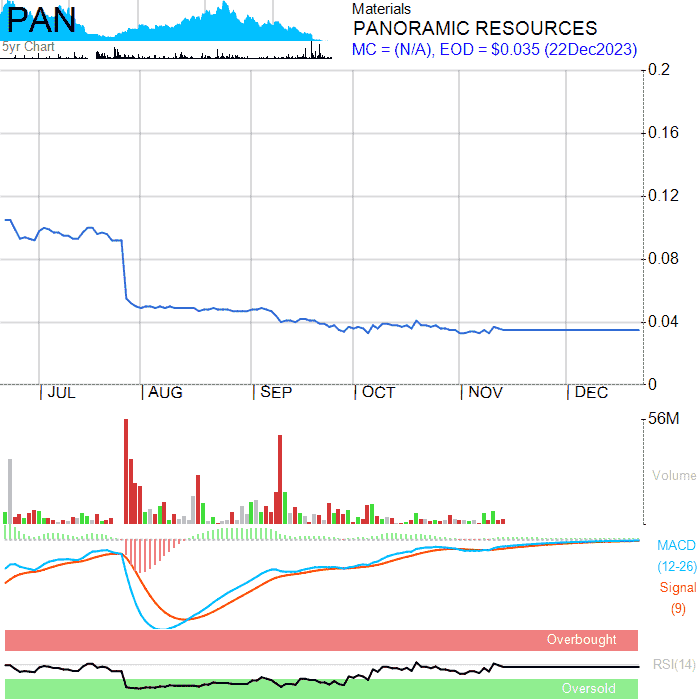 PAN
5yr Chart
Materials
PANORAMIC RESOURCES
MC = (N/A), EOD = $0.035 (22Dec2023)
0.2
0.16
0.12
0.08
0.04
0
JUL AUG SEP OCT NOV DEC
56M
Volume
MACD
(12-26)
Signal
(9)
Overbought
RSI(14)
Oversold